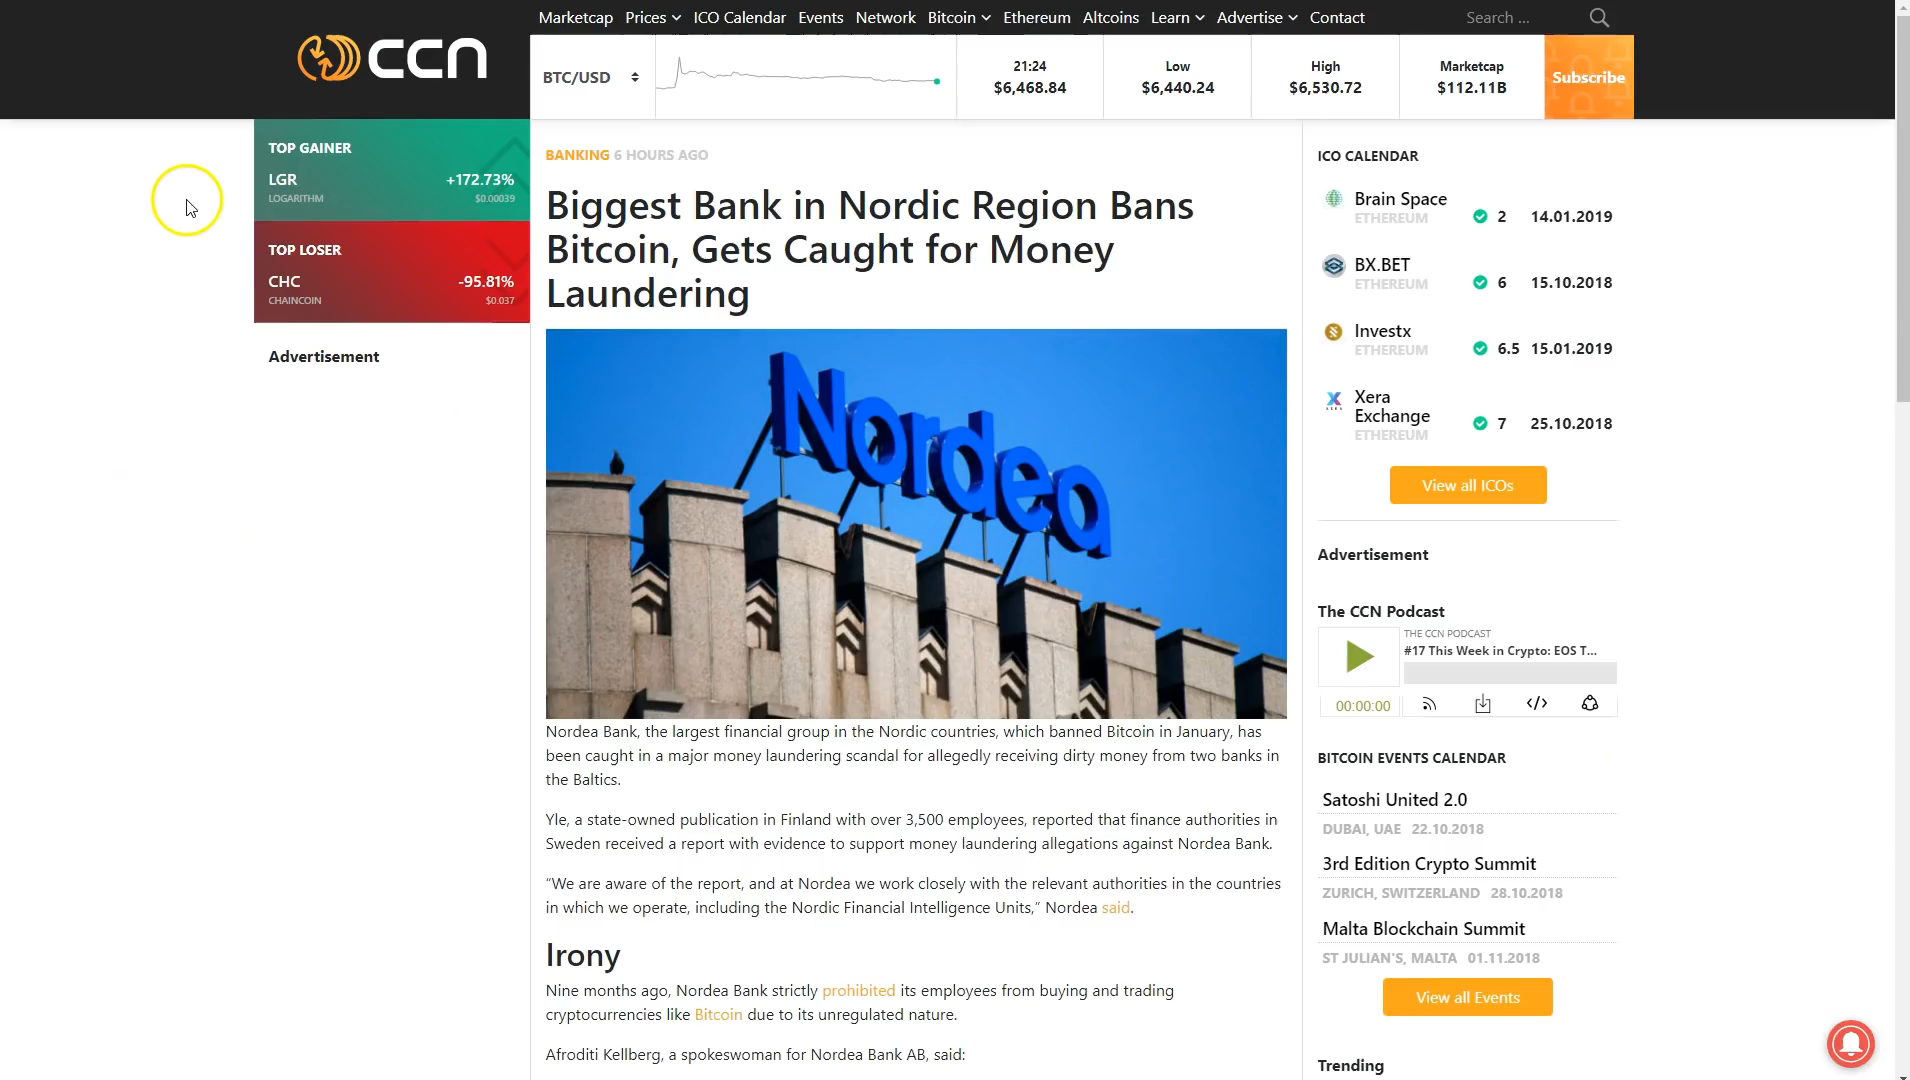 Marketcap Prices ICO Calendar Events Network Bitcoin Ethereum Altcoins Learn Advertise Contact Search ...
ccn
BTC/USD
21:24
$6,468.84
Low
$6,440.24
High
$6,530.72
Marketcap
$112.11B
Subscribe
TOP GAINER
LGR +172.73%
LOGARITHM $0.00039
TOP LOSER
CHC -95.81%
CHAINCOIN $0.037
Advertisement
BANKING 6 HOURS AGO
Biggest Bank in Nordic Region Bans
Bitcoin, Gets Caught for Money
Laundering
Nordea
Nordea Bank, the largest financial group in the Nordic countries, which banned Bitcoin in January, has
been caught in a major money laundering scandal for allegedly receiving dirty money from two banks in
the Baltics.
Yle, a state-owned publication in Finland with over 3,500 employees, reported that finance authorities in
Sweden received a report with evidence to support money laundering allegations against Nordea Bank.
“We are aware of the report, and at Nordea we work closely with the relevant authorities in the countries
in which we operate, including the Nordic Financial Intelligence Units,” Nordea said.
Irony
Nine months ago, Nordea Bank strictly prohibited its employees from buying and trading
cryptocurrencies like Bitcoin due to its unregulated nature.
Afroditi Kellberg, a spokeswoman for Nordea Bank AB, said:
ICO CALENDAR
Brain Space
ETHEREUM
2 14.01.2019
BX.BET
ETHEREUM
6 15.10.2018
Investx
ETHEREUM
6.5 15.01.2019
Xera
Exchange
ETHEREUM
7 25.10.2018
View all ICOs
Advertisement
The CCN Podcast
THE CCN PODCAST
#17 This Week in Crypto: EOS T...
00:00:00
BITCOIN EVENTS CALENDAR
Satoshi United 2.0
DUBAI, UAE 22.10.2018
3rd Edition Crypto Summit
ZURICH, SWITZERLAND 28.10.2018
Malta Blockchain Summit
ST JULIAN'S, MALTA 01.11.2018
View all Events
Trending